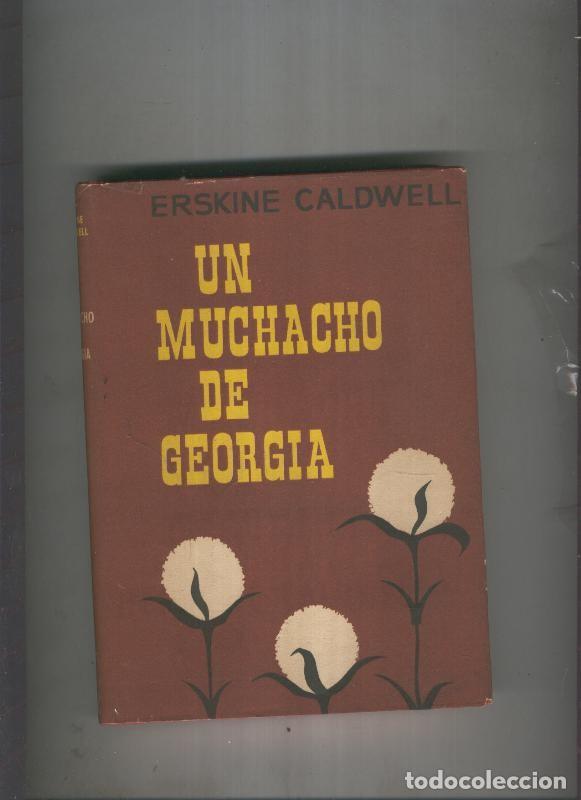 ERSKINE CALDWELL
UN
MUCHACHO
DE
GEORGIA
todocoleccion